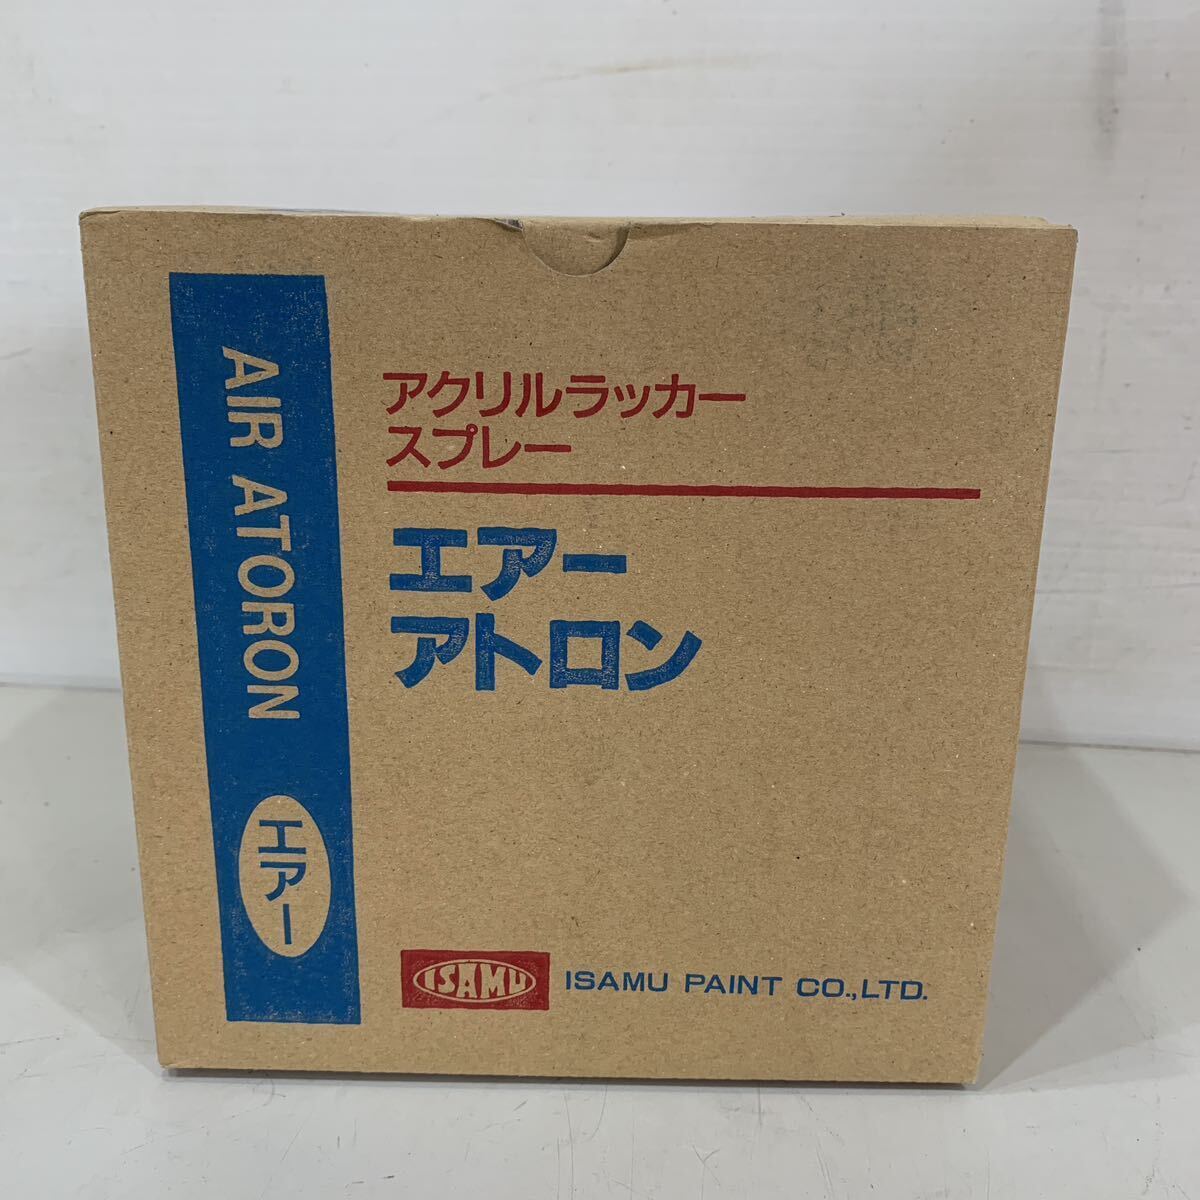 AIR ATORON
エアー
アクリルラッカー
スプレー
エアー
アトロン
ISAMU
ISAMU PAINT CO.,LTD.